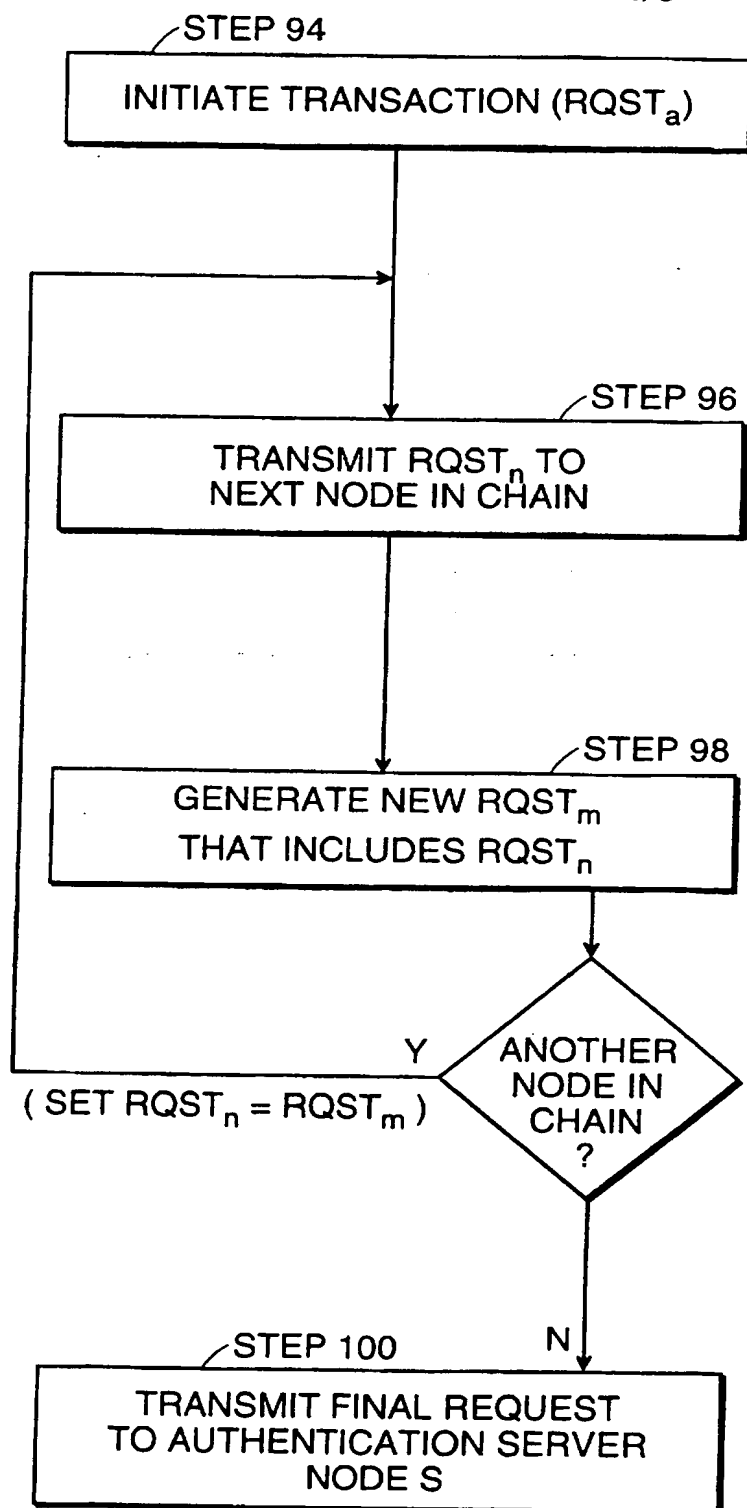 STEP 94
INITIATE TRANSACTION (RQSTa)
STEP 96
TRANSMIT RQSTn TO
NEXT NODE IN CHAIN
STEP 98
GENERATE NEW RQSTm
THAT INCLUDES RQSTn
Y
ANOTHER
NODE IN
CHAIN
?
( SET RQSTn = RQSTm )
N
STEP 100
TRANSMIT FINAL REQUEST
TO AUTHENTICATION SERVER
NODE S